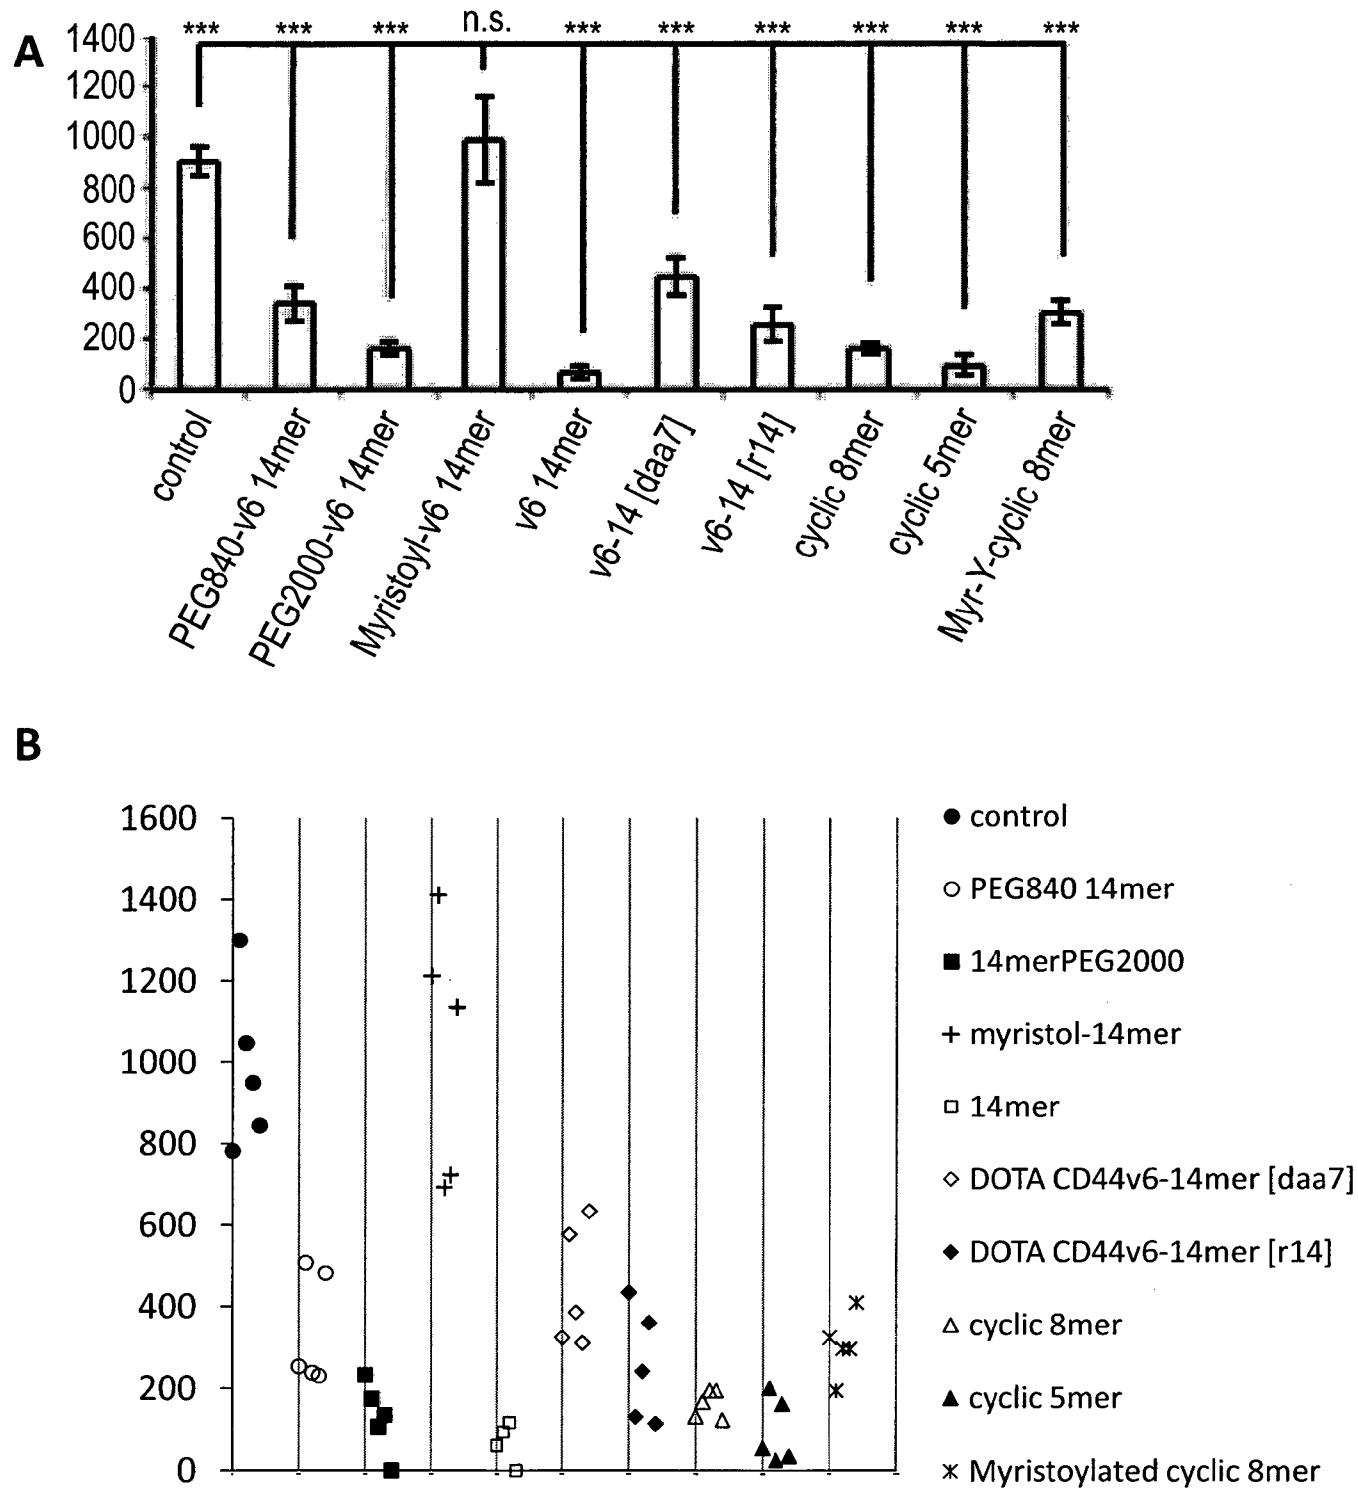 A
*** *** *** n.s. *** *** *** *** *** ***
1400
1200
1000
800
600
400
200
0
control
PEG840-v6 14mer
PEG2000-v6 14mer
Myristoyl-v6 14mer
v6 14mer
v6-14 [daa7]
v6-14 [r14]
cyclic 8mer
cyclic 5mer
Myr-Y-cyclic 8mer
B
1600
1400
1200
1000
800
600
400
200
0
control
PEG840 14mer
14merPEG2000
myristol-14mer
14mer
DOTA CD44v6-14mer [daa7]
DOTA CD44v6-14mer [r14]
cyclic 8mer
cyclic 5mer
Myristoylated cyclic 8mer